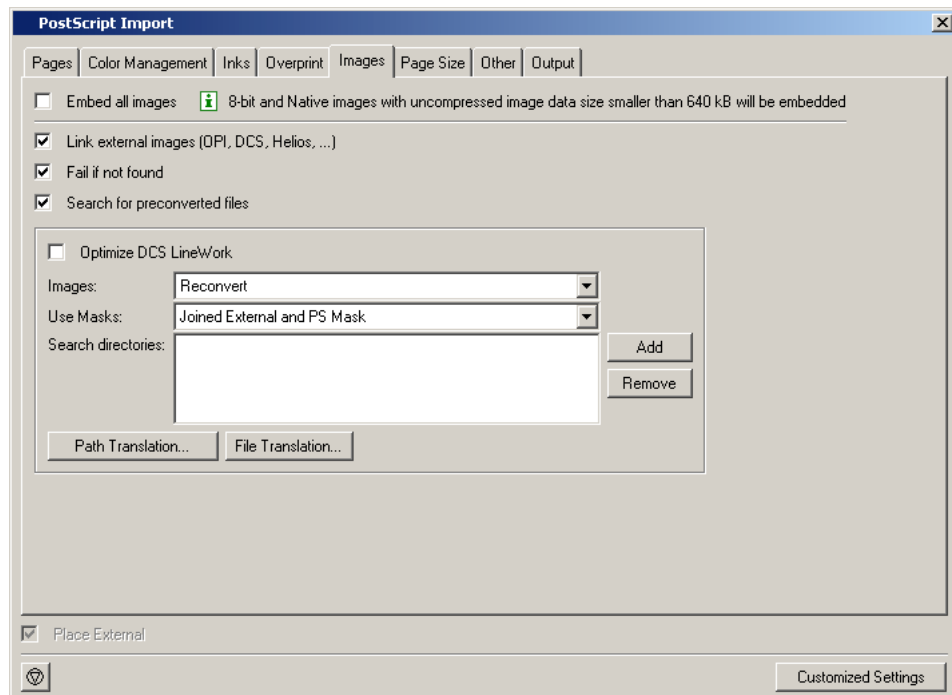 PostScript Import
Pages Color Management Inks Overprint Images Page Size Other Output
Embed all images 8-bit and Native images with uncompressed image data size smaller than 640 kB will be embedded
Link external images (OPI, DCS, Helios, ...)
Fail if not found
Search for preconverted files
Optimize DCS LineWork
Images: Reconvert
Use Masks: Joined External and PS Mask
Search directories: Add
Remove
Path Translation... File Translation...
Place External
Customized Settings